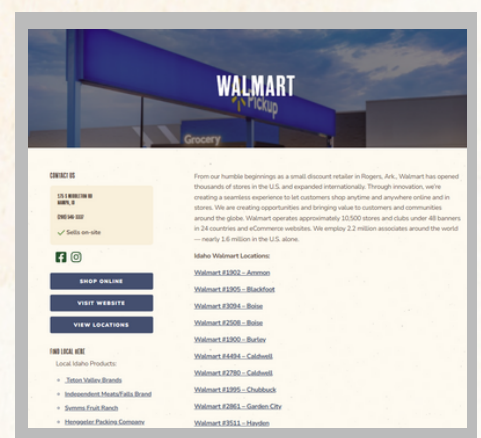 WALMART
Pickup
Grocery
CONTACT US
NAMPA, ID
Sells on-site
SHOP ONLINE
VISIT WEBSITE
VIEW LOCATIONS
FIND LOCAL HERE
Local Idaho Products:
Teton Valley Brands
Independent Meats/Falls Brand
Symms Fruit Ranch
Henggeler Packing Company
From our humble beginnings as a small discount retailer in Rogers, Ark., Walmart has opened
thousands of stores in the U.S. and expanded internationally. Through innovation, we're
creating a seamless experience to let customers shop anytime and anywhere online and in
stores. We are creating opportunities and bringing value to customers and communities
around the globe. Walmart operates approximately 10,500 stores and clubs under 48 banners
in 24 countries and eCommerce websites. We employ 2.2 million associates around the world
— nearly 1.6 million in the U.S. alone.
Idaho Walmart Locations:
Walmart #1902 – Ammon
Walmart #1905 – Blackfoot
Walmart #3094 – Boise
Walmart #2508 – Boise
Walmart #1900 – Burley
Walmart #4494 – Caldwell
Walmart #2780 – Caldwell
Walmart #1995 – Chubbuck
Walmart #2861 – Garden City
Walmart #3511 – Hayden